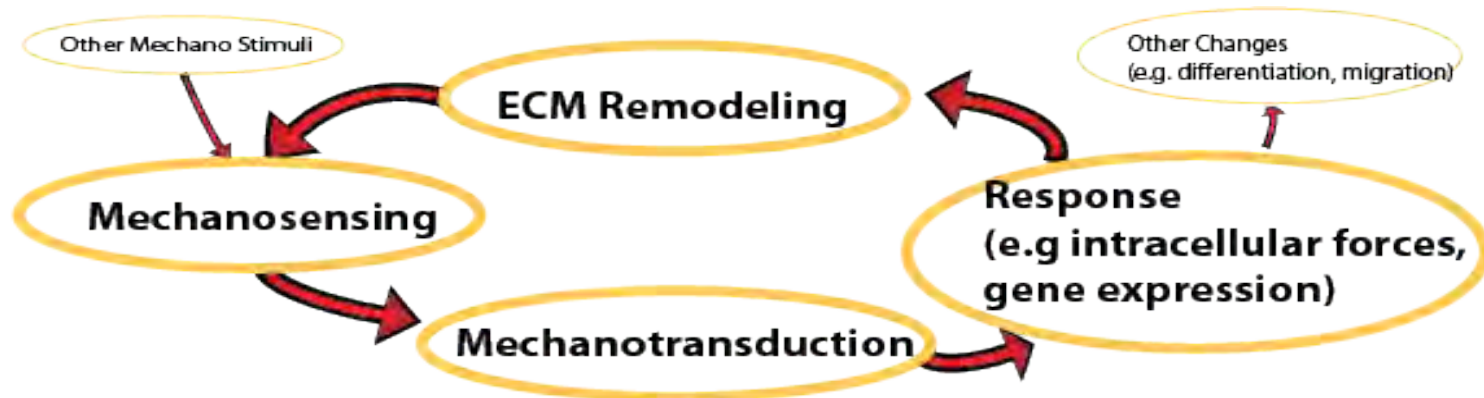 Other Mechano Stimuli
Other Changes
(e.g. differentiation, migration)
ECM Remodeling
Mechanosensing
Response
(e.g intracellular forces,
gene expression)
Mechanotransduction